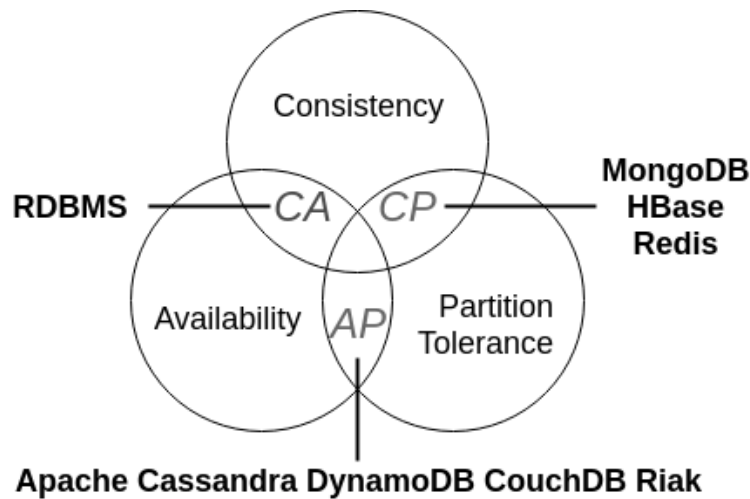 Consistency
RDBMS
CA
CP
MongoDB
HBase
Redis
Availability
AP
Partition
Tolerance
Apache Cassandra DynamoDB CouchDB Riak